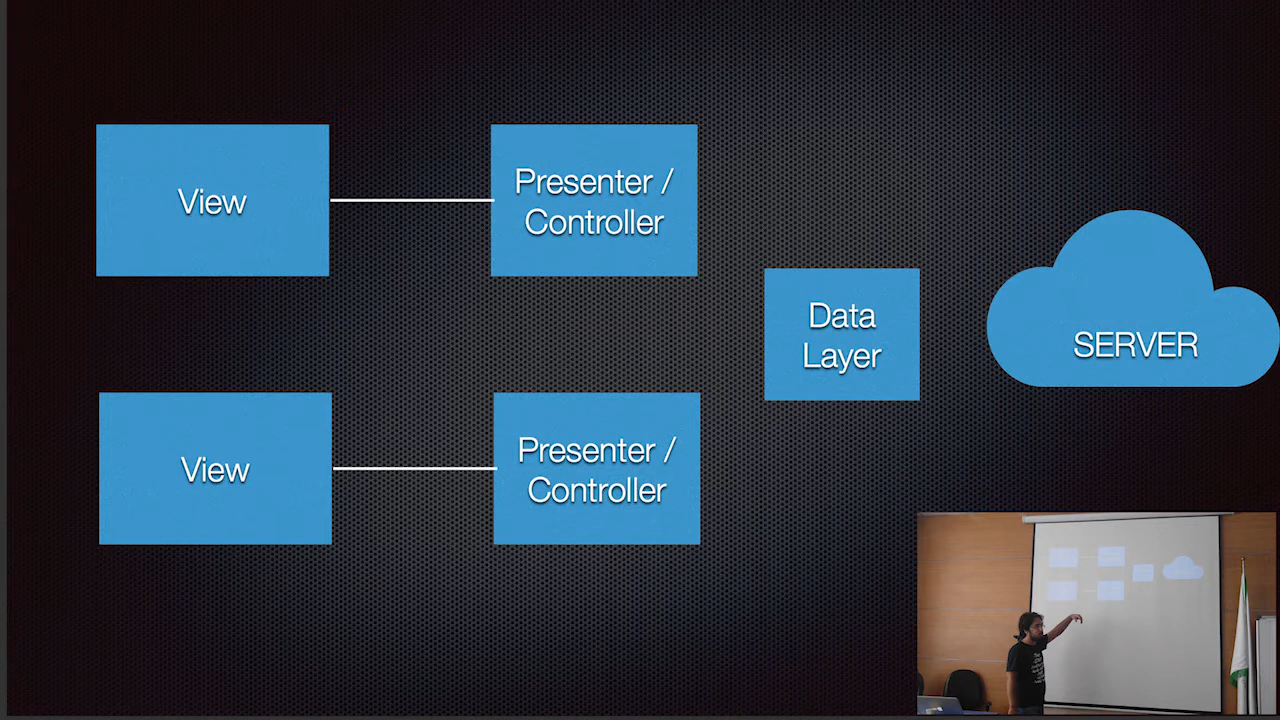 View
Presenter /
Controller
Data
Layer
SERVER
View
Presenter /
Controller